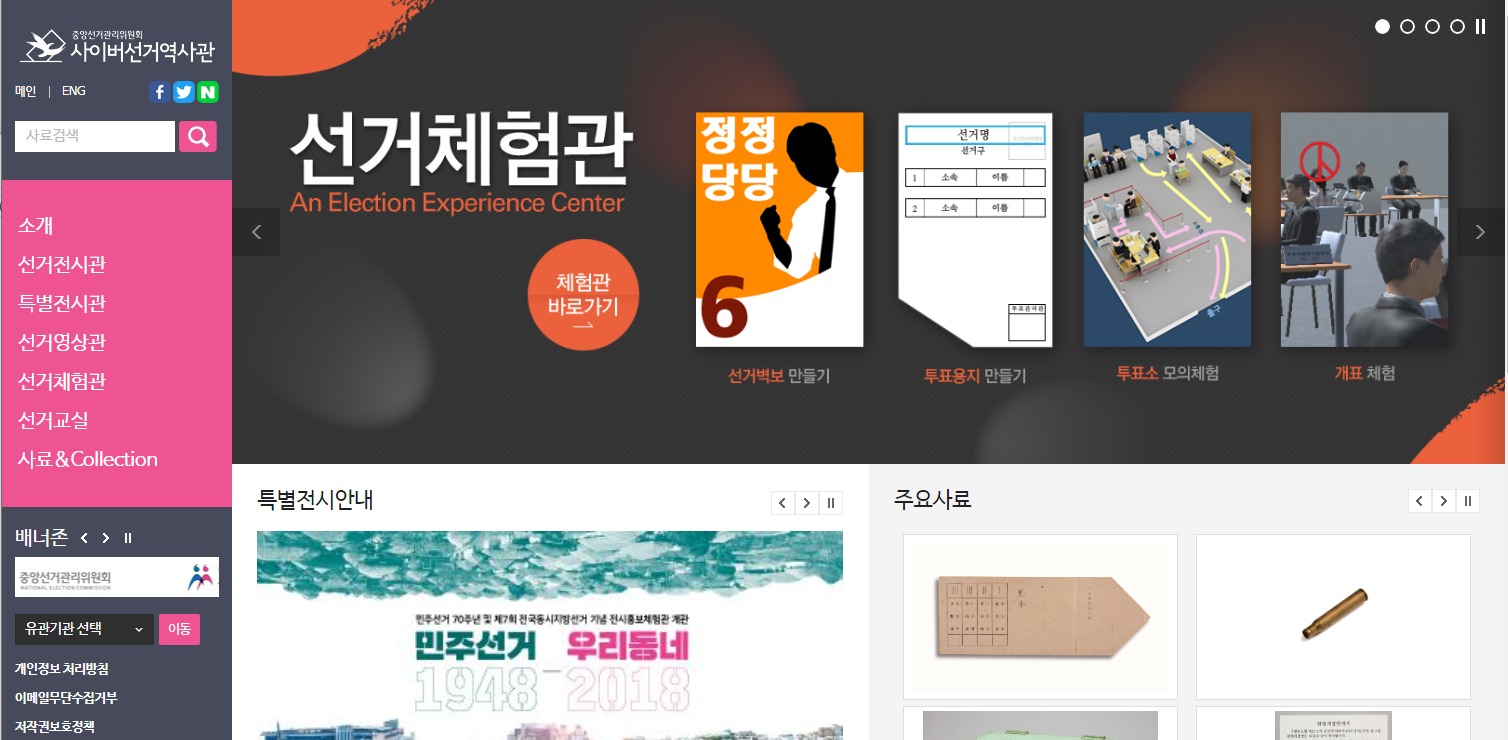 중앙선거관리위원회
사이버선거역사관
메인 | ENG
사료검색
소개
선거전시관
특별전시관
선거영상관
선거체험관
선거교실
사료&Collection
배너존
중앙선거관리위원회
NATIONAL ELECTION COMMISSION
유관기관 선택
이동
개인정보 처리방침
이메일무단수집거부
저작권보호정책
선거체험관
An Election Experience Center
체험관
바로가기
정정
당당
6
선거벽보 만들기
선거명
선거구
1 소속 이름
2 소속 이름
투표관리관
투표용지 만들기
출구
투표소 모의체험
개표 체험
특별전시안내
민주선거 70주년 및 제7회 전국동시지방선거 기념 전시홍보체험관 개관
민주선거 우리동네
1948 2018
주요사료